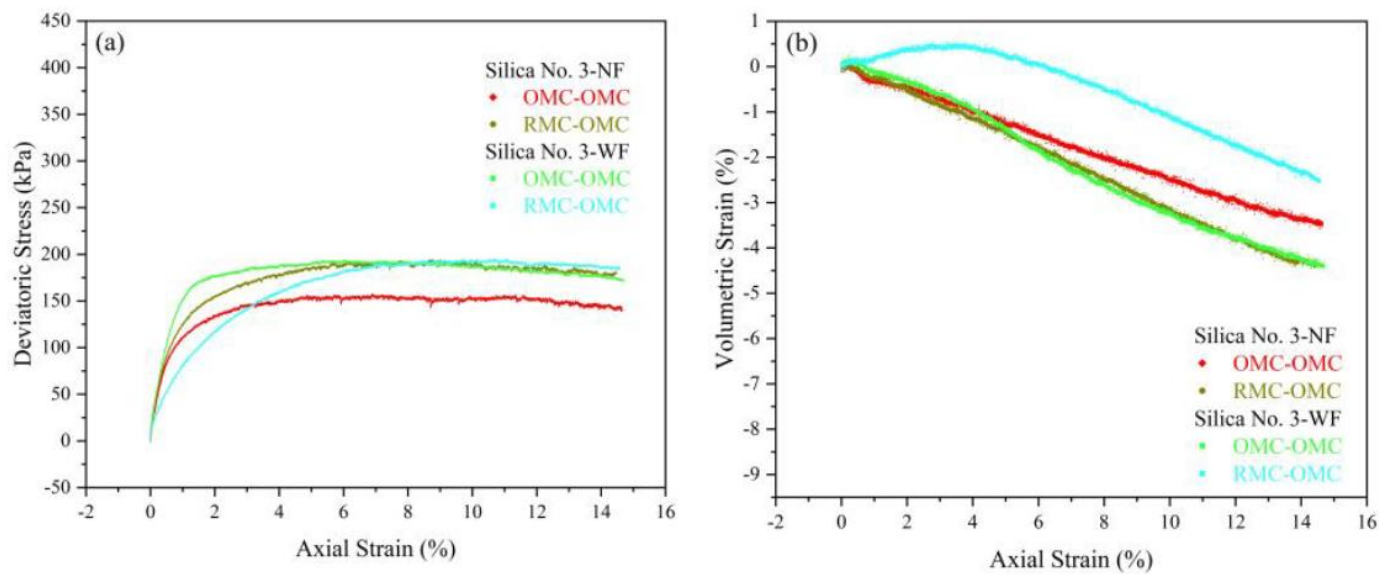 (a)
450
400
350
300
250
200
150
100
50
0
-50
Deviatoric Stress (kPa)
Silica No. 3-NF
OMC-OMC
RMC-OMC
Silica No. 3-WF
OMC-OMC
RMC-OMC
-2 0 2 4 6 8 10 12 14 16
Axial Strain (%)
(b)
1
0
-1
-2
-3
-4
-5
-6
-7
-8
-9
Volumetric Strain (%)
Silica No. 3-NF
OMC-OMC
RMC-OMC
Silica No. 3-WF
OMC-OMC
RMC-OMC
-2 0 2 4 6 8 10 12 14 16
Axial Strain (%)